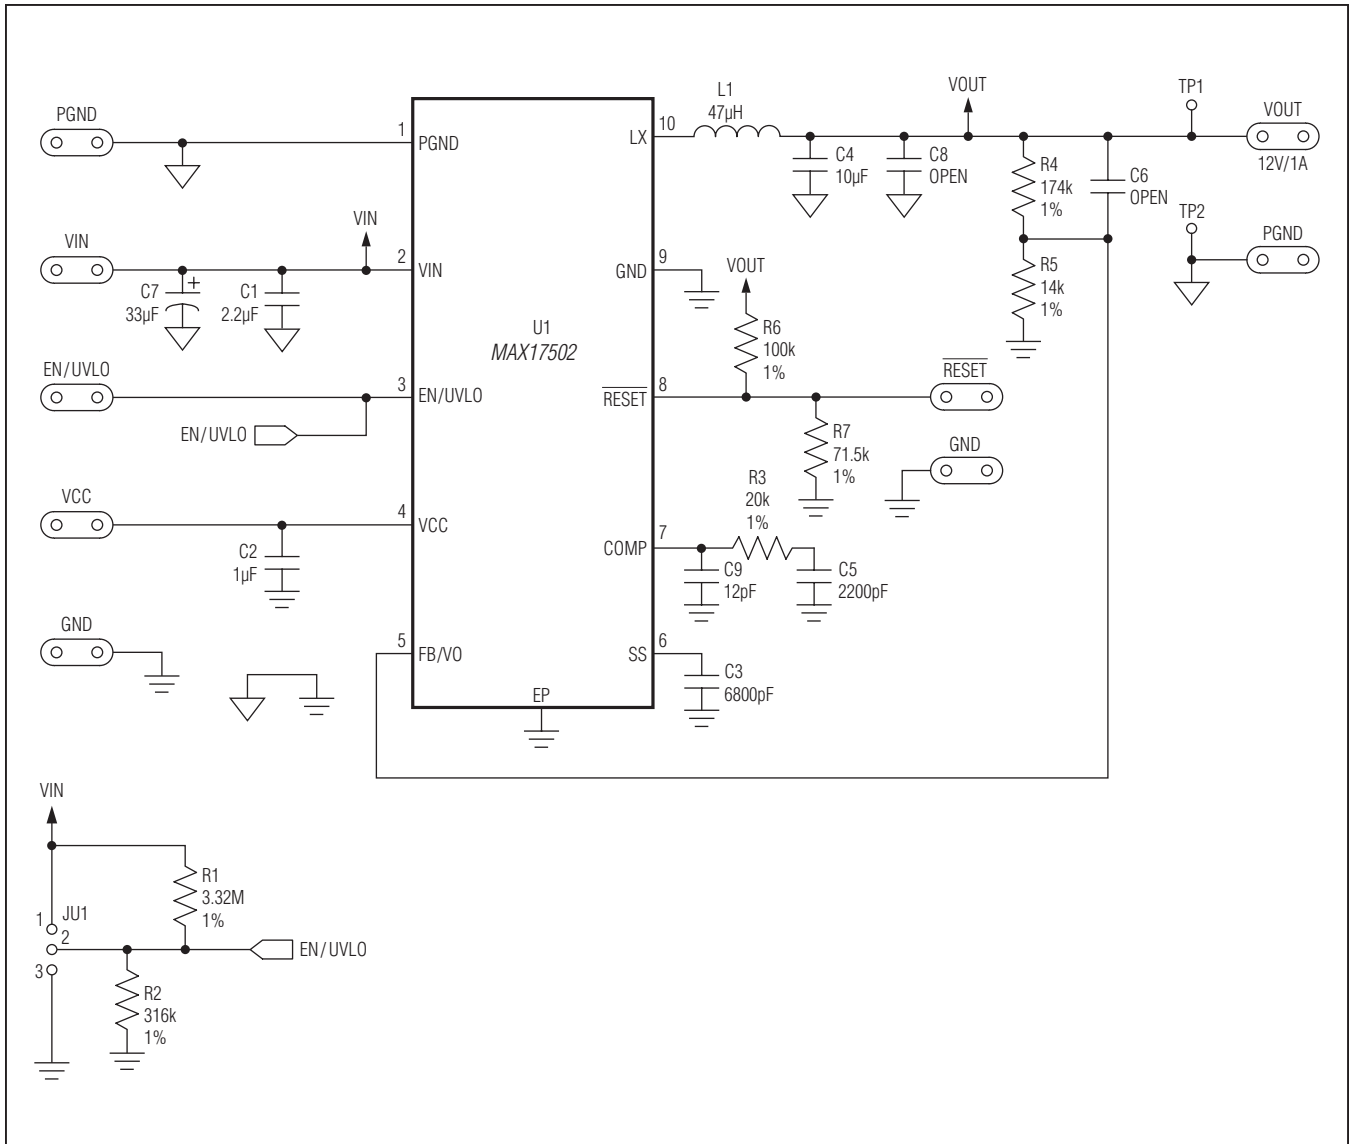 PGND
1
PGND
VIN
VIN
2
VIN
C7
33µF
+
C1
2.2µF
EN/UVLO
3
EN/UVLO
EN/UVLO
VCC
4
VCC
C2
1µF
GND
5
FB/VO
U1
MAX17502
EP
LX
10
L1
47µH
C4
10µF
C8
OPEN
VOUT
R4
174k
1%
C6
OPEN
TP1
VOUT
12V/1A
TP2
PGND
R5
14k
1%
GND
9
VOUT
R6
100k
1%
RESET
8
RESET
R7
71.5k
1%
GND
R3
20k
1%
COMP
7
C9
12pF
C5
2200pF
SS
6
C3
6800pF
VIN
R1
3.32M
1%
1
JU1
2
3
EN/UVLO
R2
316k
1%